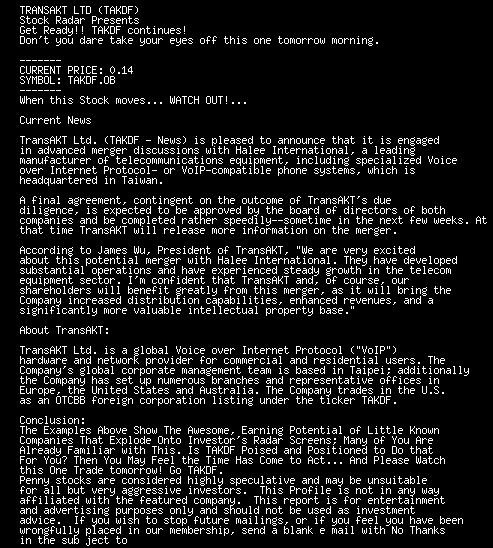 TRANSAKT LTD (TAKDF)
Stock Radar Presents
Get Ready!! TAKDF continues!
Don't you dare take your eyes off this one tomorrow morning.
-------
CURRENT PRICE: 0.14
SYMBOL: TAKDF.OB
-------
When this Stock moves... WATCH OUT!...
Current News
TransAKT Ltd. (TAKDF - News) is pleased to announce that it is engaged
in advanced merger discussions with Halee International, a leading
manufacturer of telecommunications equipment, including specialized Voice
over Internet Protocol- or VoIP-compatible phone systems, which is
headquartered in Taiwan.
A final agreement, contingent on the outcome of TransAKT's due
diligence, is expected to be approved by the board of directors of both
companies and be completed rather speedily--sometime in the next few weeks. At
that time TransAKT will release more information on the merger.
According to James Wu, President of TransAKT, "We are very excited
about this potential merger with Halee International. They have developed
substantial operations and have experienced steady growth in the telecom
equipment sector. I'm confident that TransAKT and, of course, our
shareholders will benefit greatly from this merger, as it will bring the
Company increased distribution capabilities, enhanced revenues, and a
significantly more valuable intellectual property base."
About TransAKT:
TransAKT Ltd. is a global Voice over Internet Protocol ("VoIP")
hardware and network provider for commercial and residential users. The
Company's global corporate management team is based in Taipei; additionally
the Company has set up numerous branches and representative offices in
Europe, the United States and Australia. The Company trades in the U.S.
as an OTCBB foreign corporation listing under the ticker TAKDF.
Conclusion:
The Examples Above Show The Awesome, Earning Potential of Little Known
Companies That Explode Onto Investor's Radar Screens; Many of You Are
Already Familiar with This. Is TAKDF Poised and Positioned to Do that
For You? Then You May Feel the Time Has Come to Act... And Please Watch
this One Trade tomorrow! Go TAKDF.
Penny stocks are considered highly speculative and may be unsuitable
for all but very aggressive investors.  This Profile is not in any way
affiliated with the featured company.  This report is for entertainment
and advertising purposes only and should not be used as investment
advice.  If you wish to stop future mailings, or if you feel you have been
wrongfully placed in our membership, send a blank e mail with No Thanks
in the sub ject to